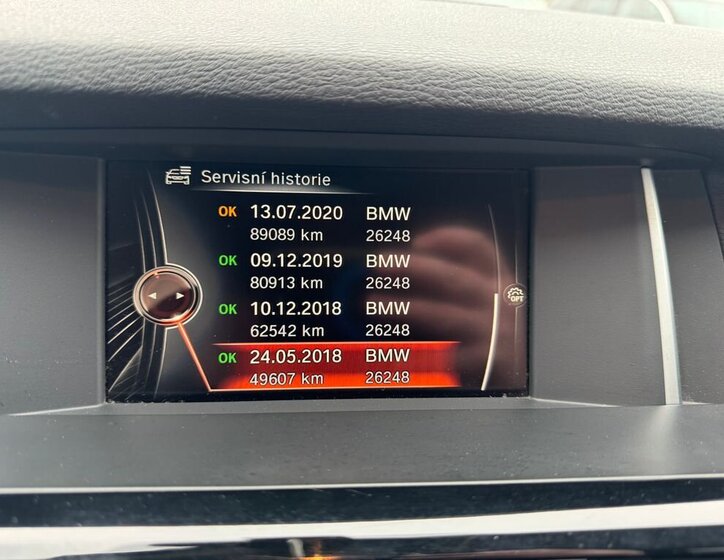 Servisní historie
OK 13.07.2020 BMW
89089 km 26248
OK 09.12.2019 BMW
80913 km 26248
OK 10.12.2018 BMW
62542 km 26248
OK 24.05.2018 BMW
49607 km 26248
OPT